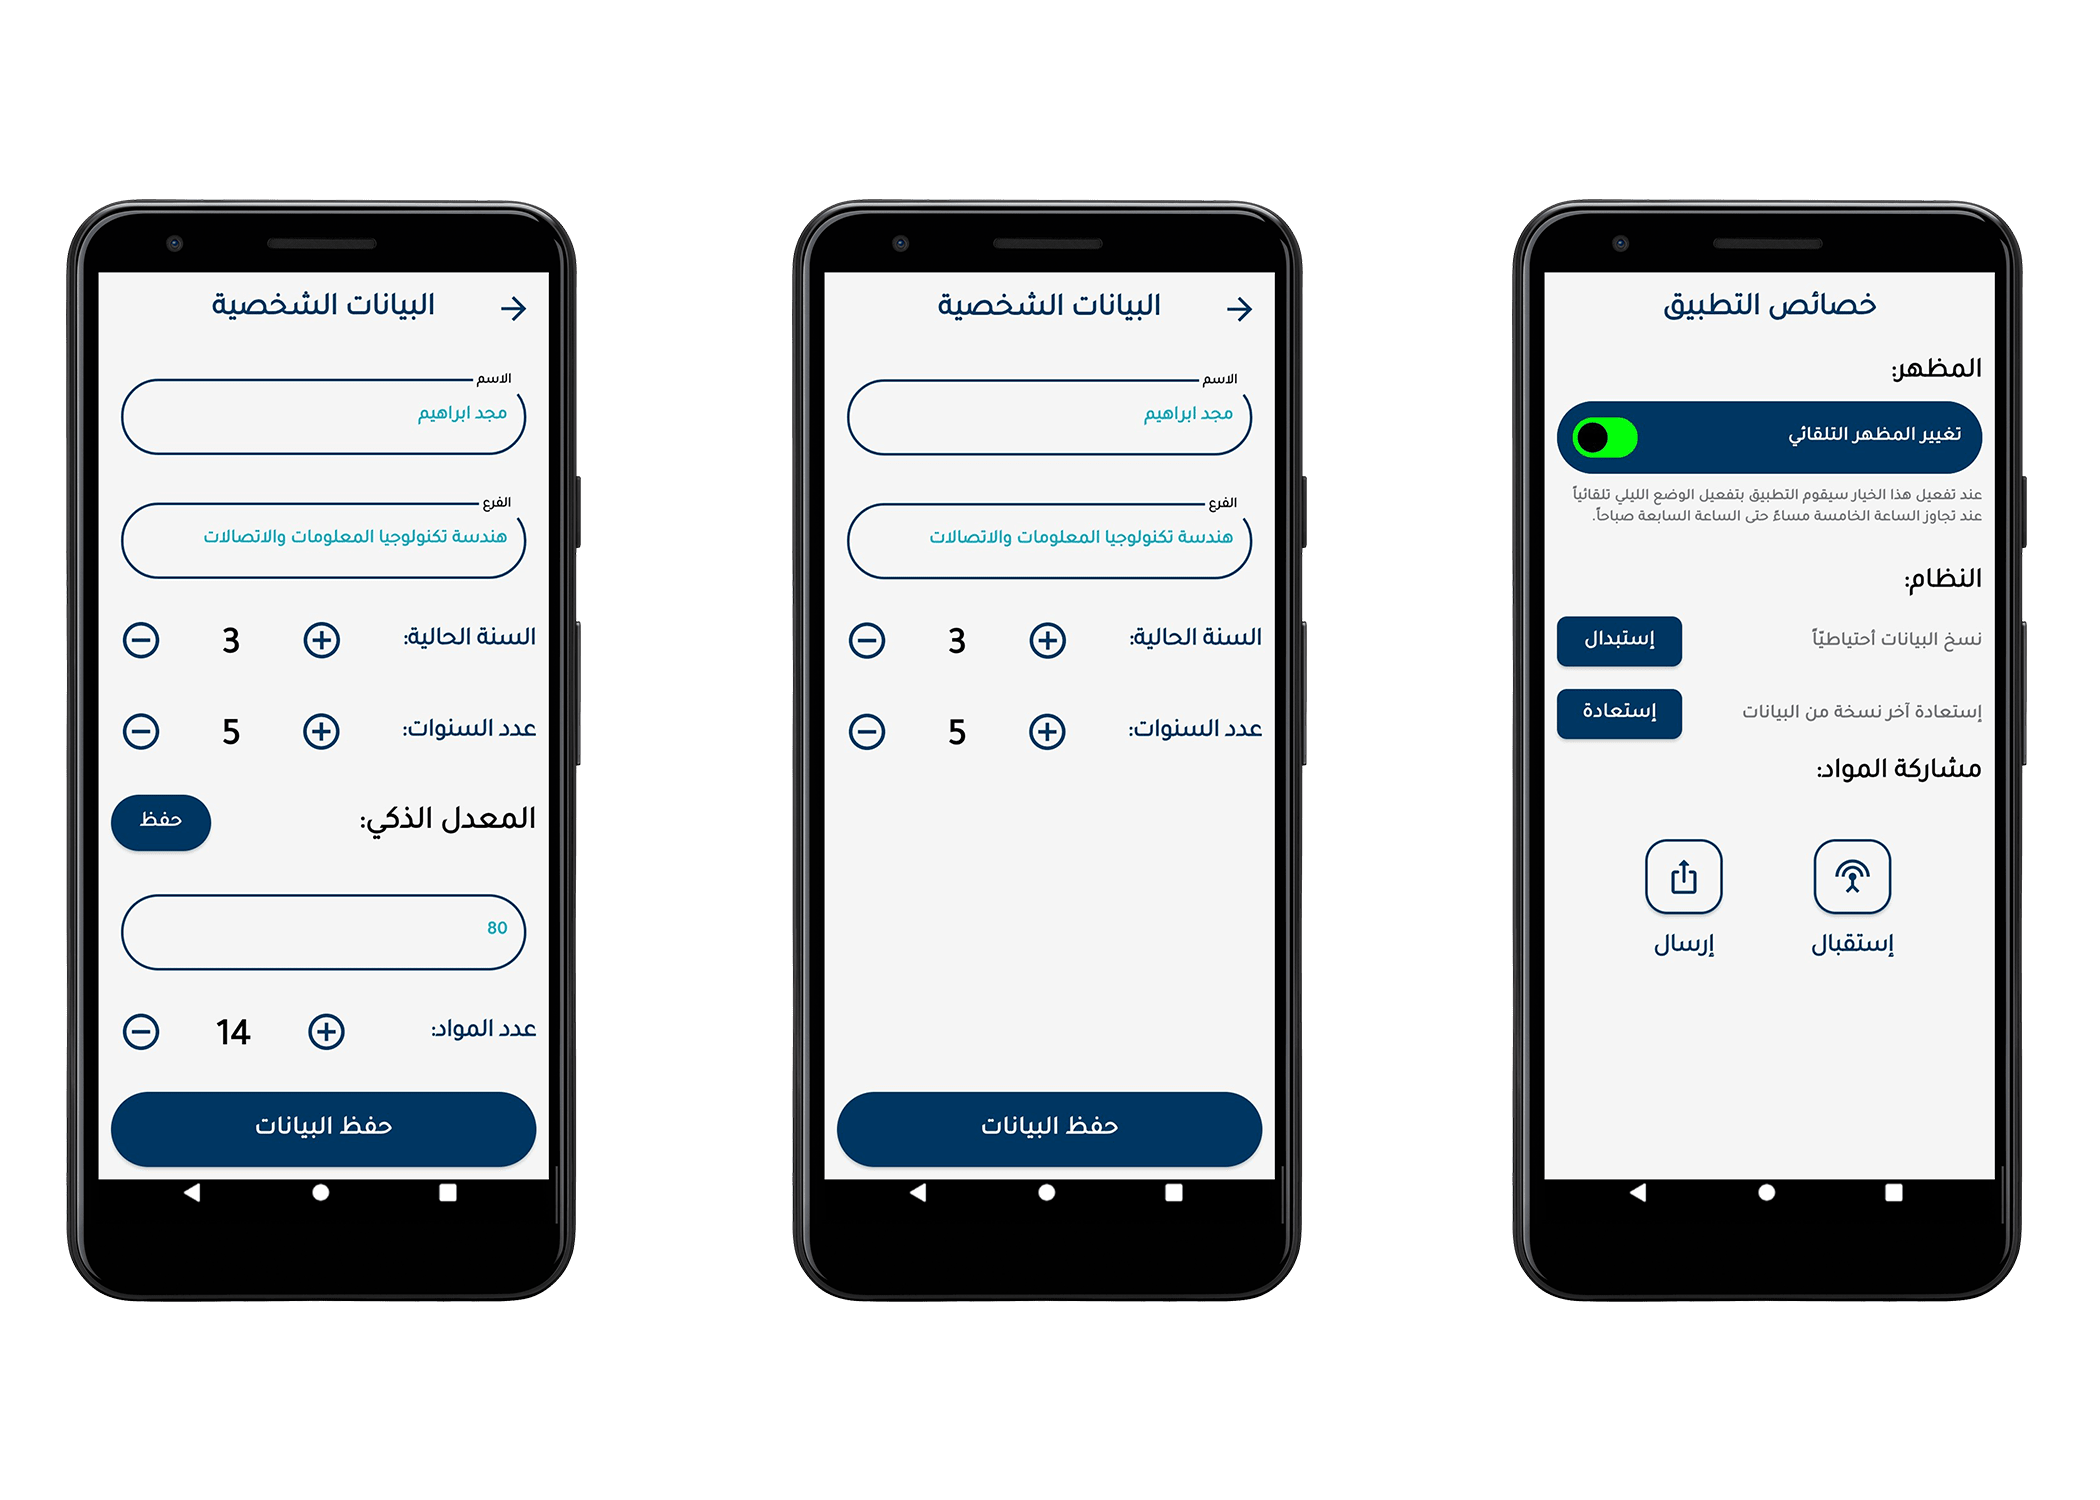 خصائص التطبيق
المظهر:
تغيير المظهر التلقائي
عند تفعيل هذا الخيار سيقوم التطبيق بتفعيل الوضع الليلي تلقائياً
عند تجاوز الساعة الخامسة مساءً حتى الساعة السابعة صباحاً.
النظام:
نسخ البيانات أحتياطيّاً
إستبدال
إستعادة آخر نسخة من البيانات
إستعادة
مشاركة المواد:
إستقبال
إرسال
البيانات الشخصية
الاسم
مجد ابراهيم
الفرع
هندسة تكنولوجيا المعلومات والاتصالات
السنة الحالية: 3
عدد السنوات: 5
حفظ البيانات
البيانات الشخصية
الاسم
مجد ابراهيم
الفرع
هندسة تكنولوجيا المعلومات والاتصالات
السنة الحالية: 3
عدد السنوات: 5
المعدل الذكي:
حفظ
80
عدد المواد: 14
حفظ البيانات